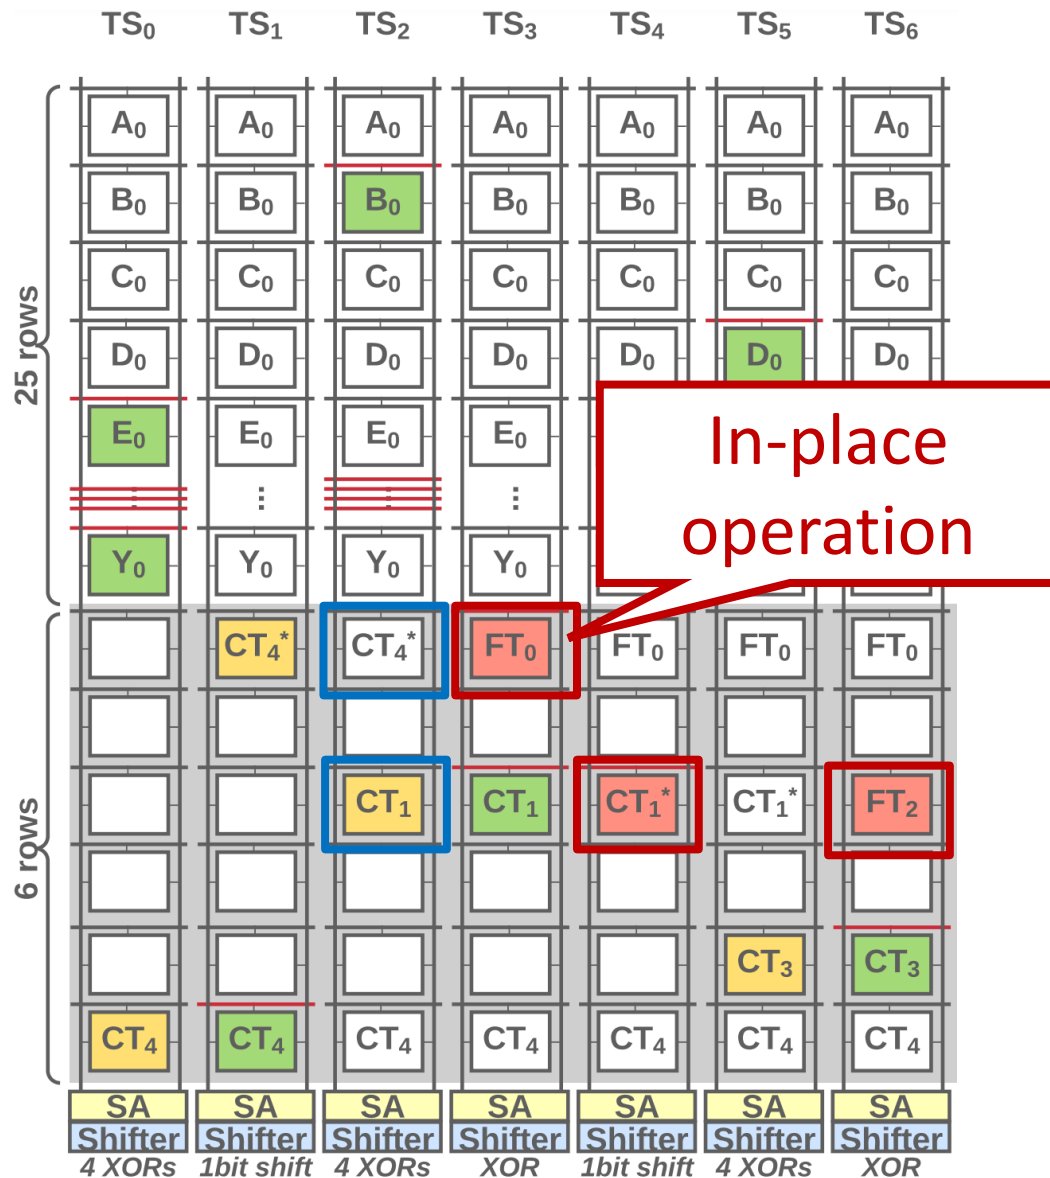 TS₀ TS₁ TS₂ TS₃ TS₄ TS₅ TS₆
A₀ A₀ A₀ A₀ A₀ A₀ A₀
B₀ B₀ B₀ B₀ B₀ B₀ B₀
C₀ C₀ C₀ C₀ C₀ C₀ C₀
25 rows
D₀ D₀ D₀ D₀ D₀ D₀ D₀
E₀ E₀ E₀ E₀
In-place
operation
⋮ ⋮ ⋮ ⋮
Y₀ Y₀ Y₀ Y₀
CT₄* CT₄* FT₀ FT₀ FT₀ FT₀
CT₁ CT₁ CT₁* CT₁* FT₂
6 rows
CT₃ CT₃
CT₄ CT₄ CT₄ CT₄ CT₄ CT₄ CT₄
SA SA SA SA SA SA SA
Shifter Shifter Shifter Shifter Shifter Shifter Shifter
4 XORs 1bit shift 4 XORs XOR 1bit shift 4 XORs XOR